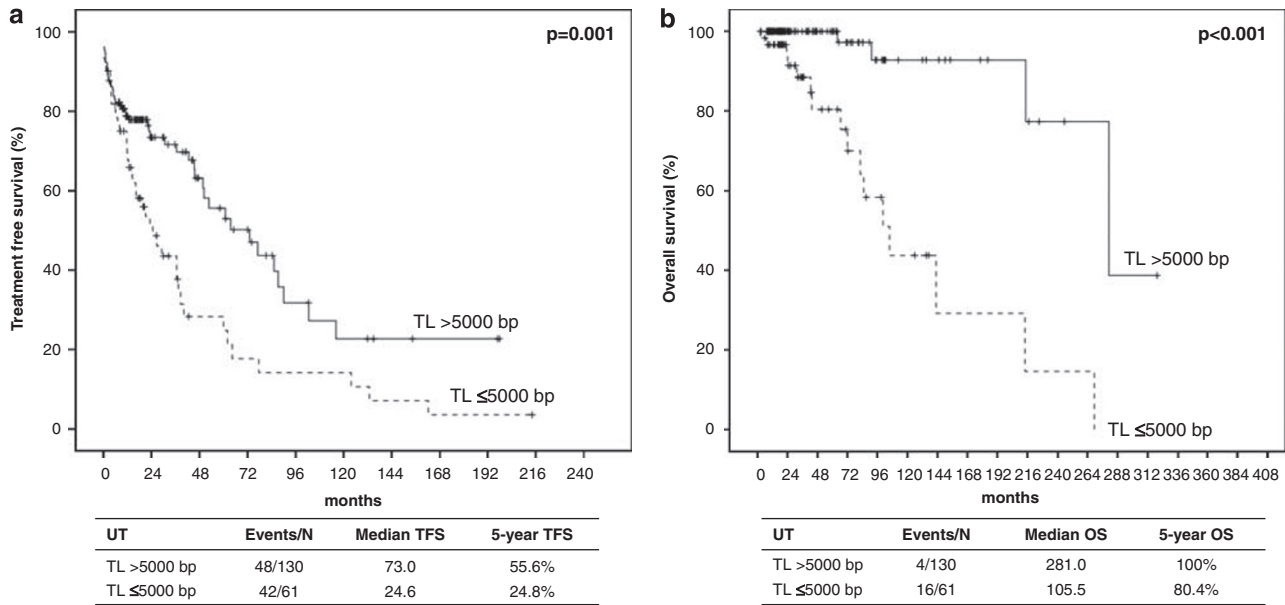 a
p=0.001
Treatment free survival (%)
100
80
60
40
20
0
TL >5000 bp
TL ≤5000 bp
0 24 48 72 96 120 144 168 192 216 240
months
UT Events/N Median TFS 5-year TFS
TL >5000 bp 48/130 73.0 55.6%
TL ≤5000 bp 42/61 24.6 24.8%
b
p<0.001
Overall survival (%)
100
80
60
40
20
0
TL >5000 bp
TL ≤5000 bp
0 24 48 72 96 120 144 168 192 216 240 264 288 312 336 360 384 408
months
UT Events/N Median OS 5-year OS
TL >5000 bp 4/130 281.0 100%
TL ≤5000 bp 16/61 105.5 80.4%